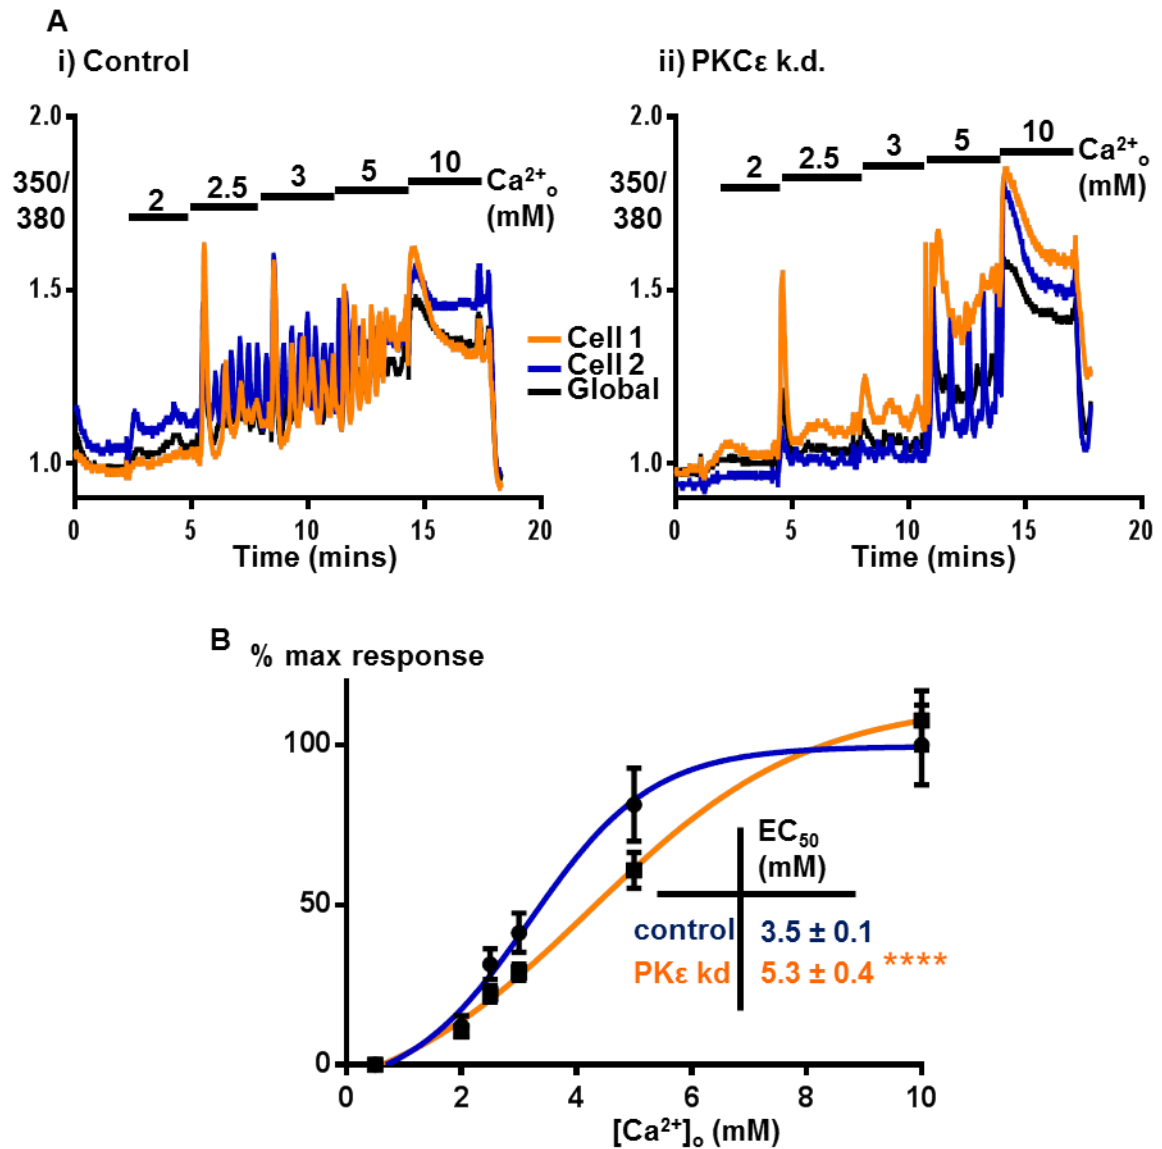 A
i) Control
ii) PKCε k.d.
2.0
350/
380
1.5
1.0
2
2.5
3
5
10
Ca²⁺ₒ
(mM)
Cell 1
Cell 2
Global
0
5
10
15
20
Time (mins)
2.0
350/
380
1.5
1.0
2
2.5
3
5
10
Ca²⁺ₒ
(mM)
0
5
10
15
20
Time (mins)
B
% max response
100
50
0
EC₅₀
(mM)
control 3.5 ± 0.1
PKε kd 5.3 ± 0.4 ****
0
2
4
6
8
10
[Ca²⁺]ₒ (mM)